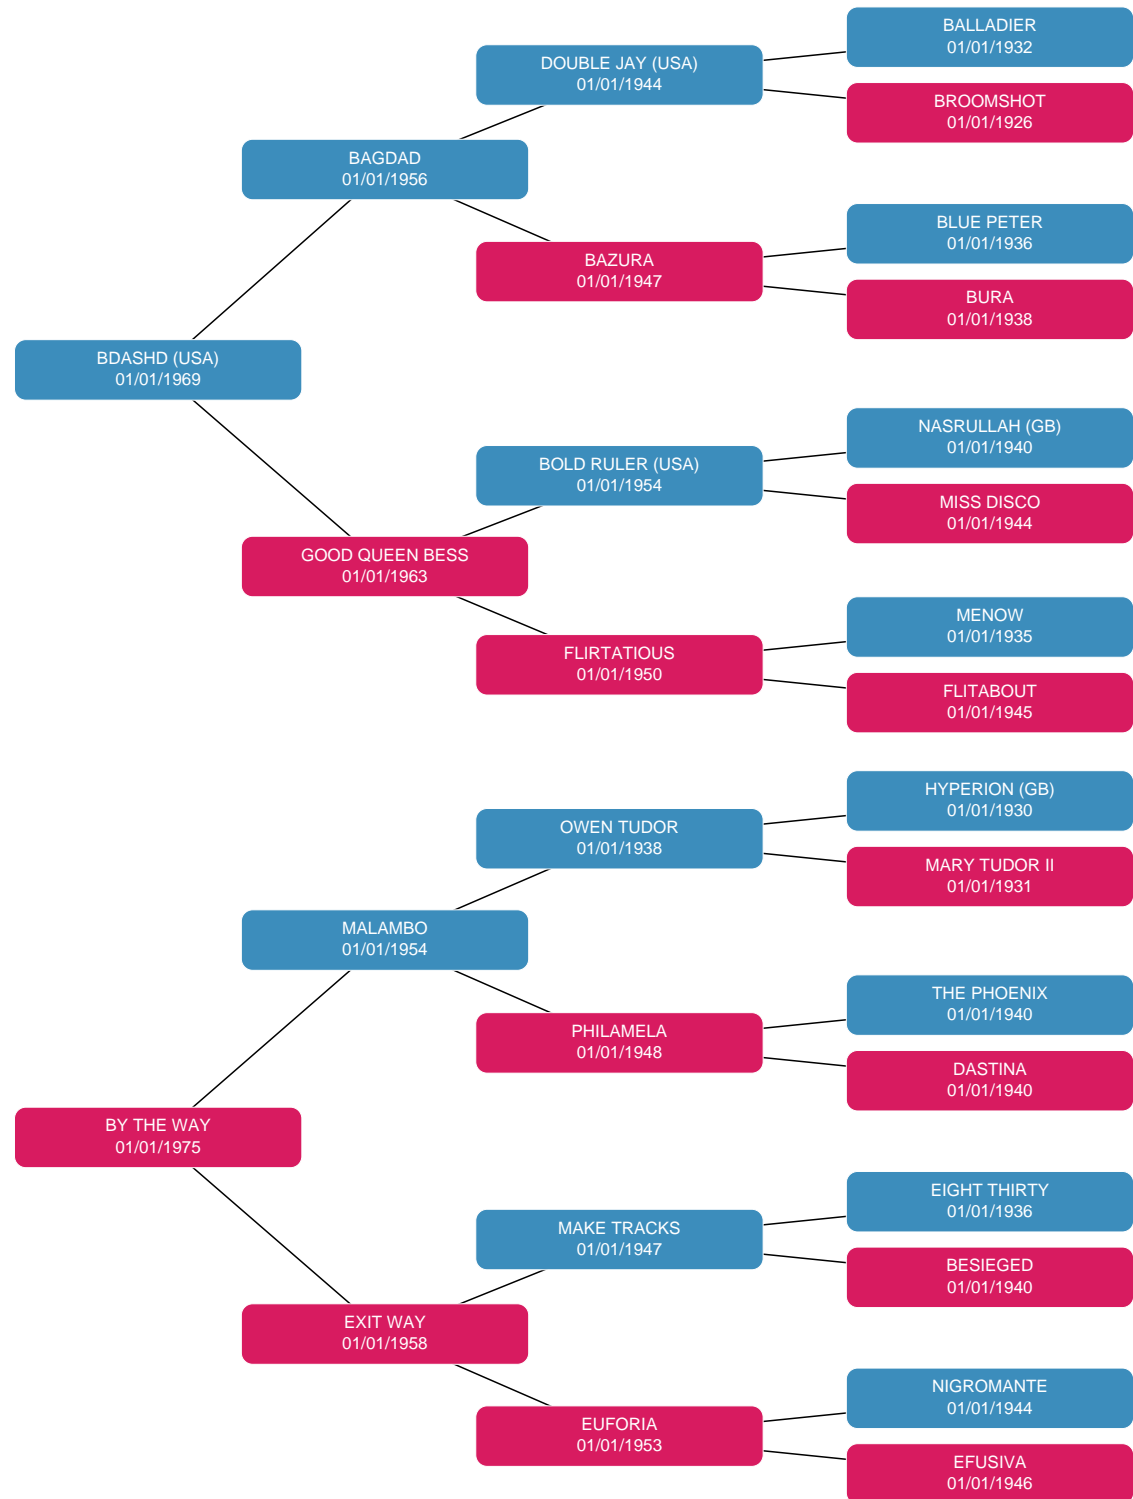 BALLADIER
01/01/1932
DOUBLE JAY (USA)
01/01/1944
BROOMSHOT
01/01/1926
BAGDAD
01/01/1956
BLUE PETER
01/01/1936
BAZURA
01/01/1947
BURA
01/01/1938
BDASHD (USA)
01/01/1969
NASRULLAH (GB)
01/01/1940
BOLD RULER (USA)
01/01/1954
MISS DISCO
01/01/1944
GOOD QUEEN BESS
01/01/1963
MENOW
01/01/1935
FLIRTATIOUS
01/01/1950
FLITABOUT
01/01/1945
HYPERION (GB)
01/01/1930
OWEN TUDOR
01/01/1938
MARY TUDOR II
01/01/1931
MALAMBO
01/01/1954
THE PHOENIX
01/01/1940
PHILAMELA
01/01/1948
DASTINA
01/01/1940
BY THE WAY
01/01/1975
EIGHT THIRTY
01/01/1936
MAKE TRACKS
01/01/1947
BESIEGED
01/01/1940
EXIT WAY
01/01/1958
NIGROMANTE
01/01/1944
EUFORIA
01/01/1953
EFUSIVA
01/01/1946